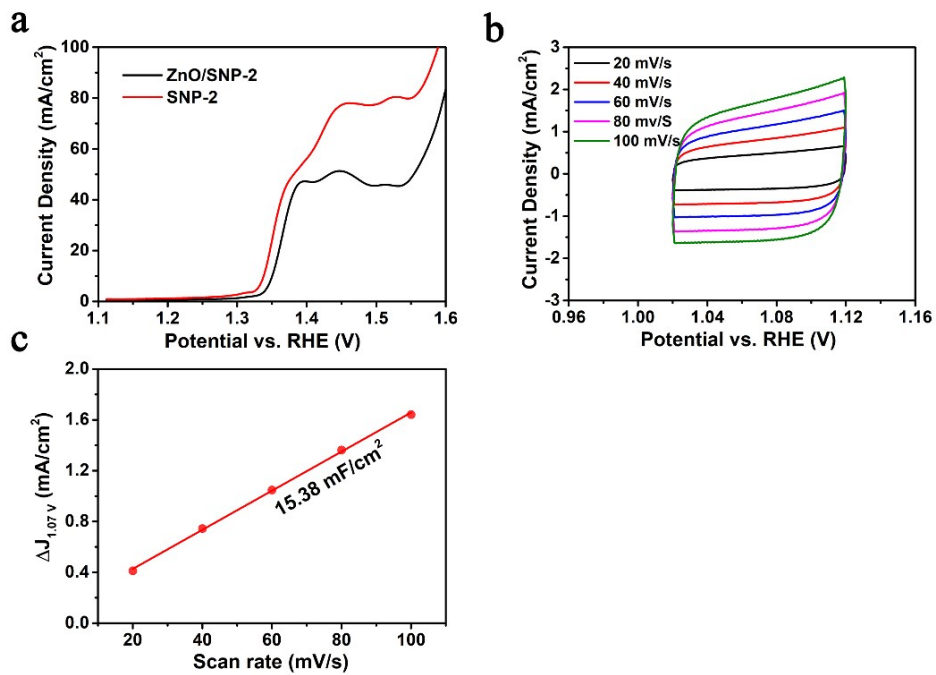 a
100
80
60
40
20
0
Current Density (mA/cm²)
ZnO/SNP-2
SNP-2
1.1 1.2 1.3 1.4 1.5 1.6
Potential vs. RHE (V)
b
3
2
1
0
-1
-2
-3
Current Density (mA/cm²)
20 mV/s
40 mV/s
60 mV/s
80 mv/S
100 mV/s
0.96 1.00 1.04 1.08 1.12 1.16
Potential vs. RHE (V)
c
2.0
1.6
1.2
0.8
0.4
0.0
ΔJ1.07 V (mA/cm²)
15.38 mF/cm²
20 40 60 80 100
Scan rate (mV/s)